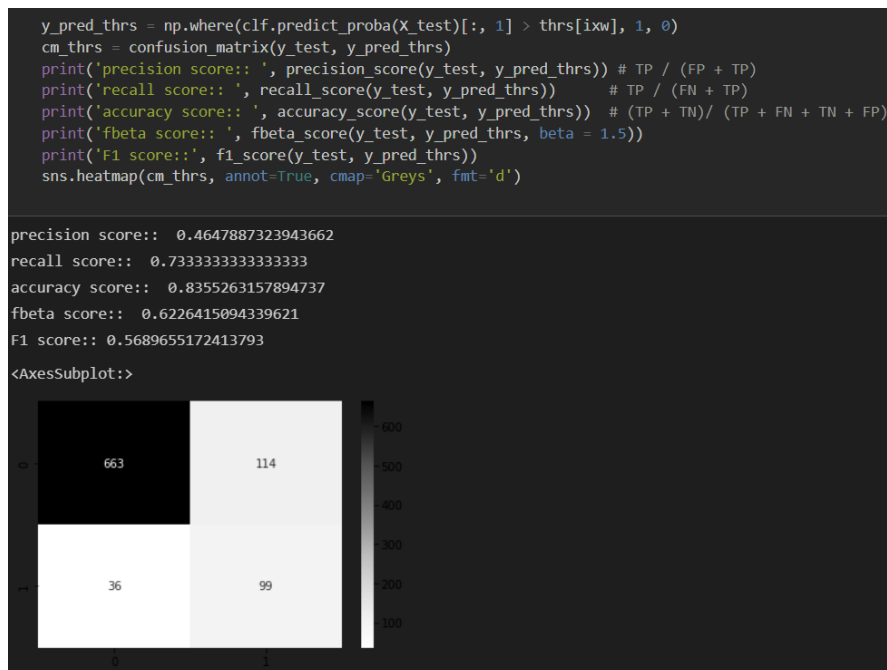 y_pred_thrs = np.where(clf.predict_proba(X_test)[:, 1] > thrs[ixw], 1, 0)
cm_thrs = confusion_matrix(y_test, y_pred_thrs)
print('precision score:: ', precision_score(y_test, y_pred_thrs)) # TP / (FP + TP)
print('recall score:: ', recall_score(y_test, y_pred_thrs))      # TP / (FN + TP)
print('accuracy score:: ', accuracy_score(y_test, y_pred_thrs))  # (TP + TN)/ (TP + FN + TN + FP)
print('fbeta score:: ', fbeta_score(y_test, y_pred_thrs, beta = 1.5))
print('F1 score::', f1_score(y_test, y_pred_thrs))
sns.heatmap(cm_thrs, annot=True, cmap='Greys', fmt='d')
precision score::  0.4647887323943662
recall score::  0.7333333333333333
accuracy score::  0.8355263157894737
fbeta score::  0.6226415094339621
F1 score:: 0.5689655172413793
<AxesSubplot:>
0 663 114
1 36 99
0 1
600
500
400
300
200
100